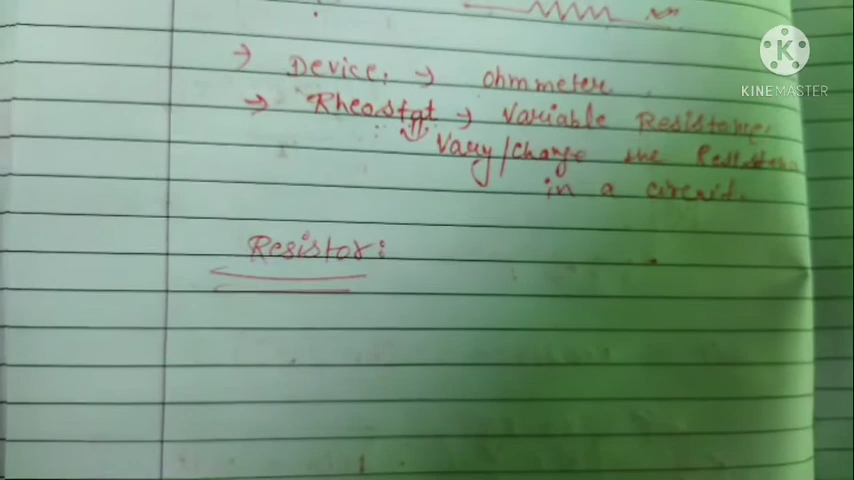 → Device. → ohmmeter
→ Rheostat → Variable Resistance.
Vary/Change the Resistance
in a circuit.
Resistor:
K
KINEMASTER